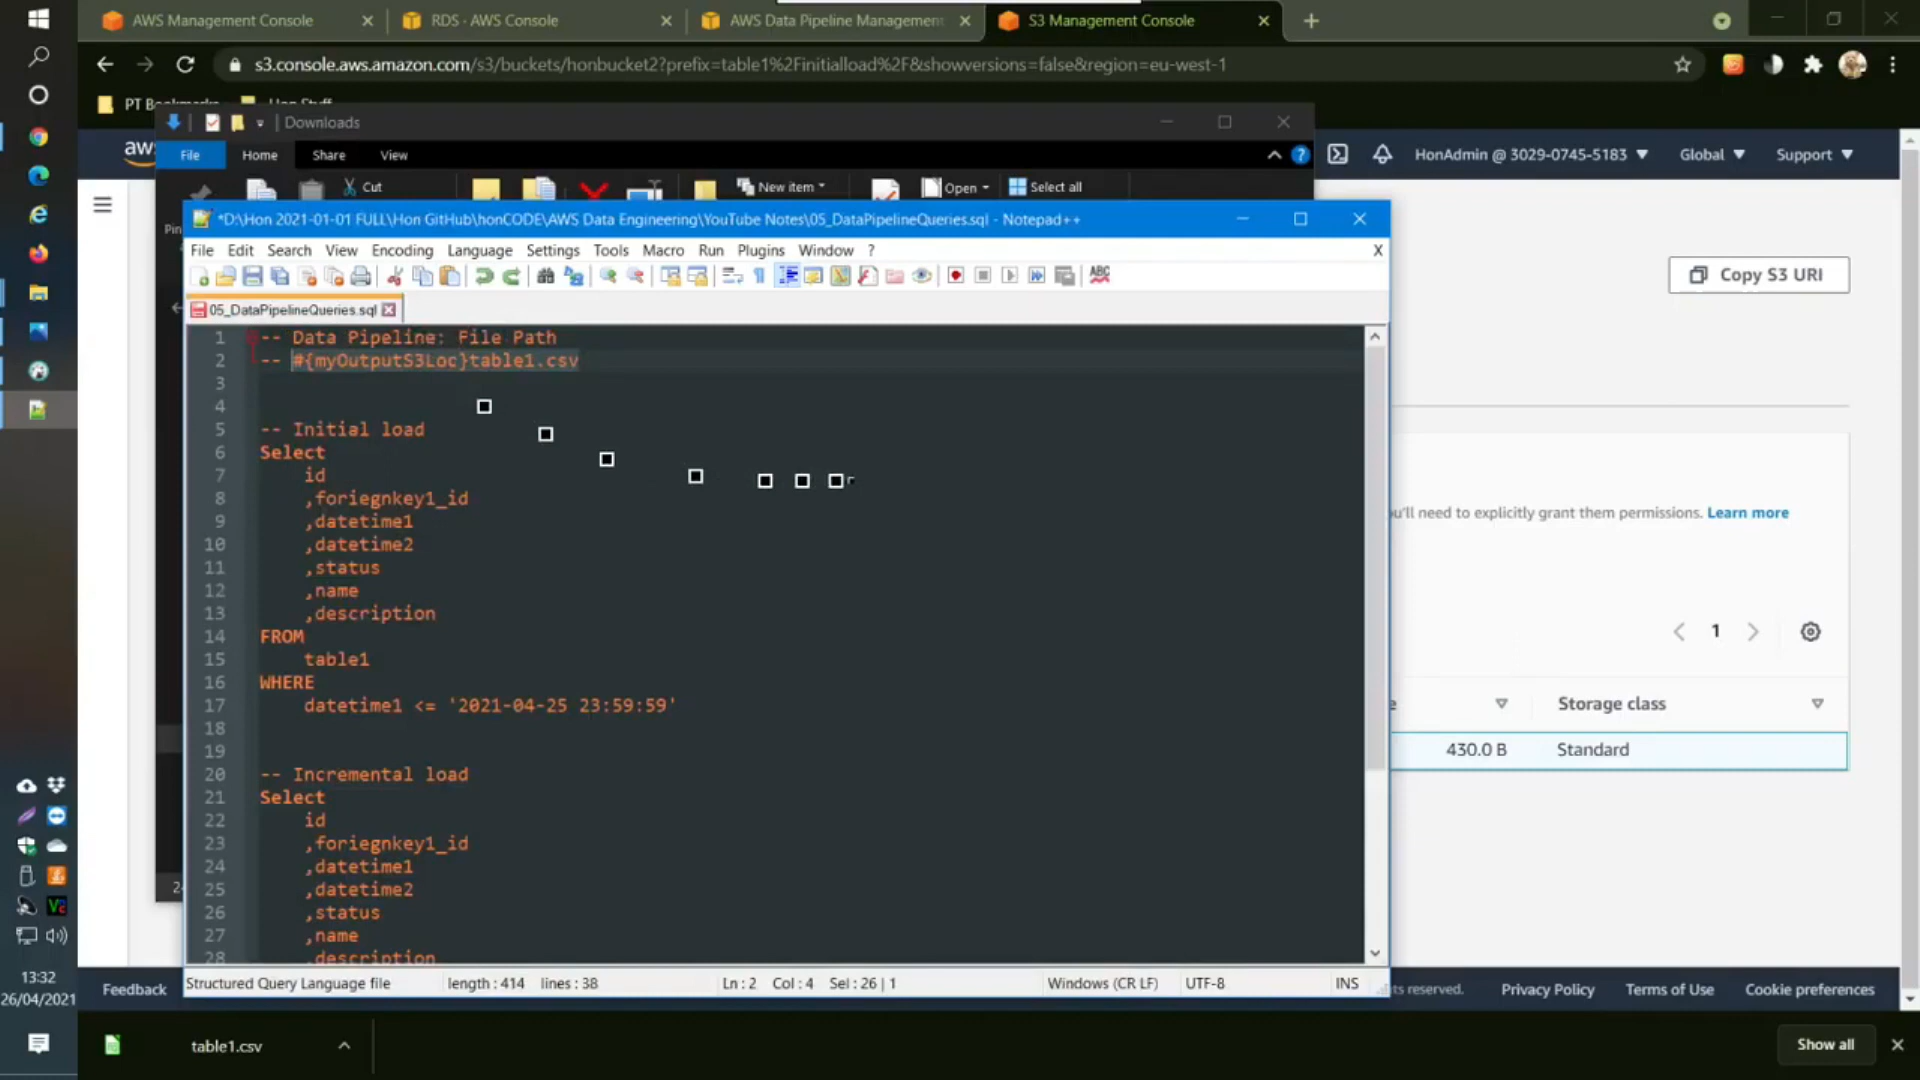 AWS Management Console
RDS - AWS Console
AWS Data Pipeline Management
S3 Management Console
s3.console.aws.amazon.com/s3/buckets/honbucket2?prefix=table1%2Finitialload%2F&showversions=false&region=eu-west-1
PT Bookmarks
Hon Stuff
Downloads
aws
File Home Share View
HonAdmin @ 3029-0745-5183
Global
Support
Cut
New item
Open
Select all
Pin
*D:\Hon 2021-01-01 FULL\Hon GitHub\honCODE\AWS Data Engineering\YouTube Notes\05_DataPipelineQueries.sql - Notepad++
File Edit Search View Encoding Language Settings Tools Macro Run Plugins Window ? X
ABC
Copy S3 URI
05_DataPipelineQueries.sql
1 -- Data Pipeline: File Path
2 -- #{myOutputS3Loc}table1.csv
3
4
5 -- Initial load
6 Select
7 id
8 ,foriegnkey1_id
9 ,datetime1
10 ,datetime2
11 ,status
12 ,name
13 ,description
14 FROM
15 table1
16 WHERE
17 datetime1 <= '2021-04-25 23:59:59'
18
19
20 -- Incremental load
21 Select
22 id
23 ,foriegnkey1_id
24 ,datetime1
25 ,datetime2
26 ,status
27 ,name
28 ,description
u'll need to explicitly grant them permissions. Learn more
1
Storage class
430.0 B
Standard
Structured Query Language file length : 414 lines : 38 Ln : 2 Col : 4 Sel : 26 | 1 Windows (CR LF) UTF-8 INS
13:32
26/04/2021
Feedback
ts reserved.
Privacy Policy
Terms of Use
Cookie preferences
table1.csv
Show all